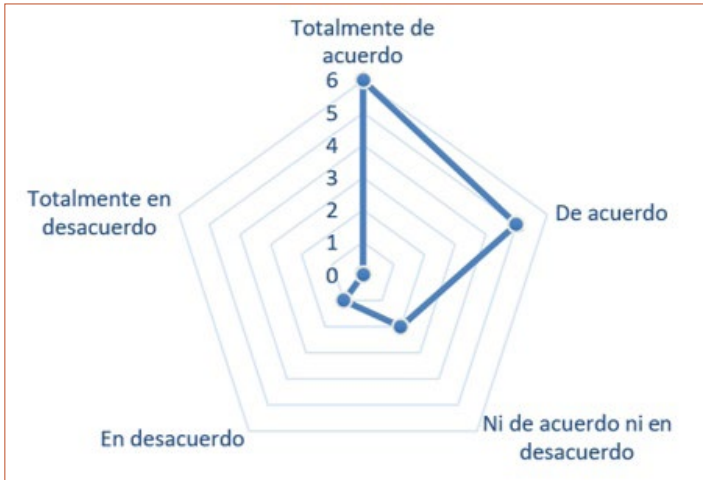 Totalmente de
acuerdo
6
5
4
3
2
1
0
De acuerdo
Ni de acuerdo ni en
desacuerdo
En desacuerdo
Totalmente en
desacuerdo